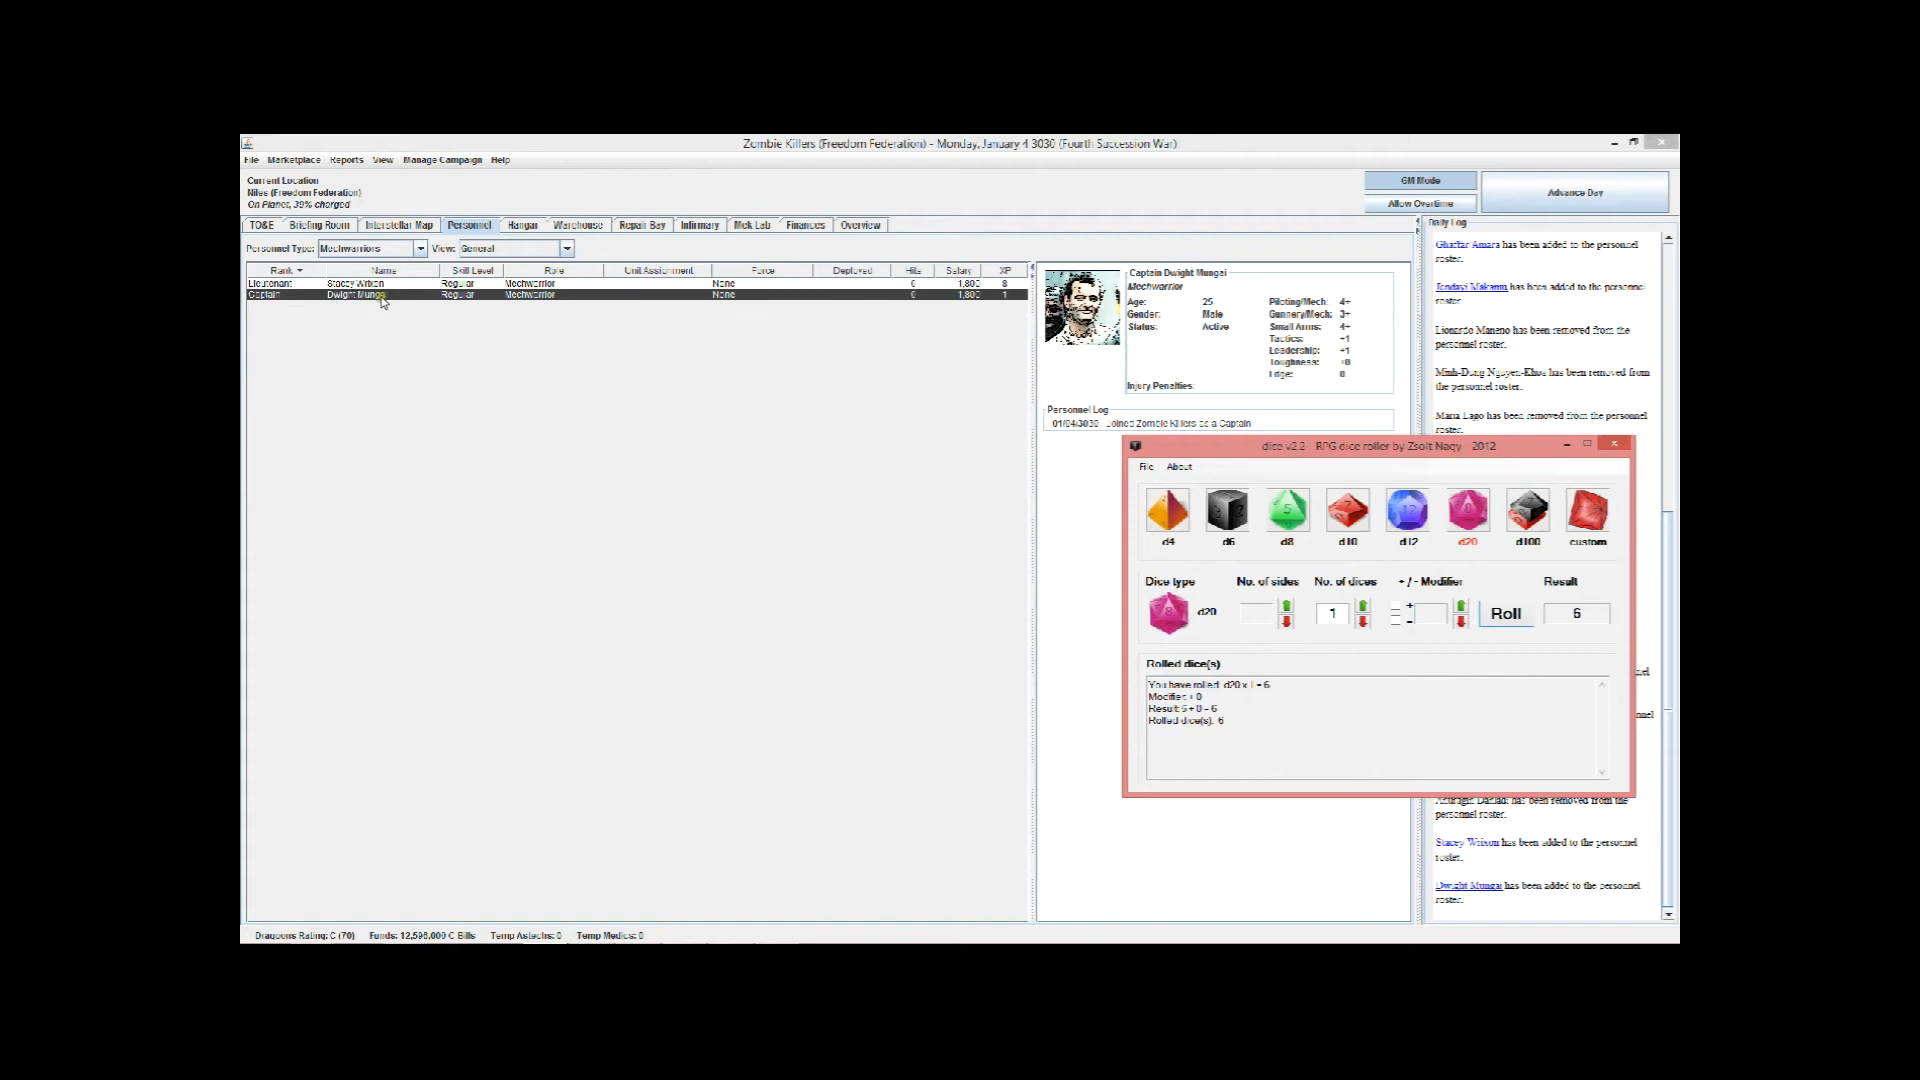 Zombie Killers (Freedom Federation) - Monday, January 4 3030 (Fourth Succession War)
File Marketplace Reports View Manage Campaign Help
Current Location
Niles (Freedom Federation)
On Planet, 39% charged
GM Mode
Allow Overtime
Advance Day
TO&E Briefing Room Interstellar Map Personnel Hangar Warehouse Repair Bay Infirmary Mek Lab Finances Overview
Personnel Type: Mechwarriors View: General
Rank Name Skill Level Role Unit Assignment Force Deployed Hits Salary XP
Lieutenant Stacey Wrixon Regular Mechwarrior None 0 1,800 8
Captain Dwight Mungai Regular Mechwarrior None 0 1,800 1
Captain Dwight Mungai
Mechwarrior
Age: 25 Piloting/Mech: 4+
Gender: Male Gunnery/Mech: 3+
Status: Active Small Arms: 4+
Tactics: +1
Leadership: +1
Toughness: +0
Edge: 0
Injury Penalties:
Personnel Log
01/04/3030 Joined Zombie Killers as a Captain
Daily Log
Amara has been added to the personnel
roster.
has been added to the personnel
roster.
Lionardo Maneno has been removed from the
personnel roster.
Minh-Dung Nguyen-Khoa has been removed from
the personnel roster.
Maria Lago has been removed from the personnel
roster.
nel
nnel
has been removed from the
personnel roster.
Stacey Wrixon has been added to the personnel
roster.
Dwight Mungai has been added to the personnel
roster.
dice v2.2 - RPG dice roller by Zsolt Nagy - 2012
File About
d4 d6 d8 d10 d12 d20 d100 custom
Dice type No. of sides No. of dices + / - Modifier Result
d20 1 + - Roll 6
Rolled dice(s)
You have rolled: d20 x 1 = 6
Modifier: + 0
Result: 6 + 0 = 6
Rolled dice(s): 6
Dragoons Rating: C (70) Funds: 12,596,000 C-Bills Temp Astechs: 0 Temp Medics: 0